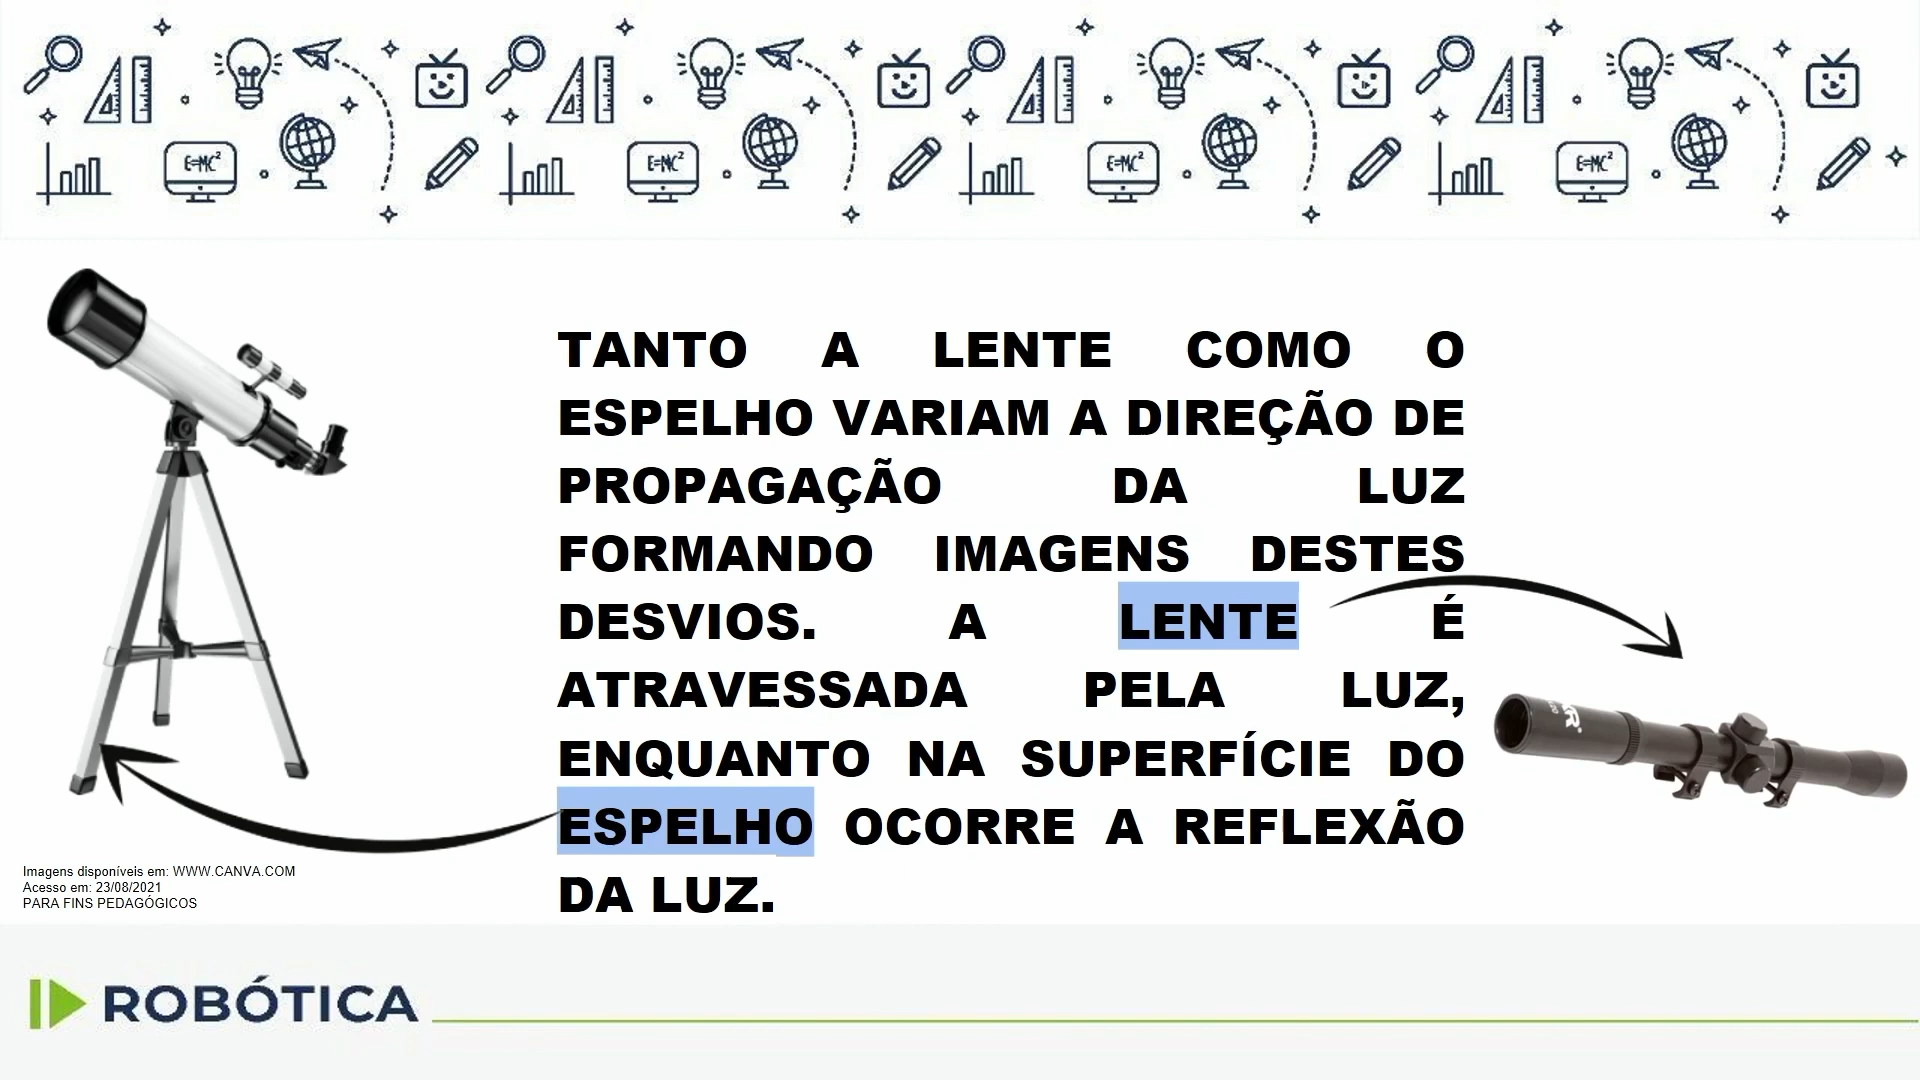 E=MC²
E=MC²
E=MC²
E=MC²
TANTO A LENTE COMO O
ESPELHO VARIAM A DIREÇÃO DE
PROPAGAÇÃO DA LUZ
FORMANDO IMAGENS DESTES
DESVIOS. A LENTE É
ATRAVESSADA PELA LUZ,
ENQUANTO NA SUPERFÍCIE DO
ESPELHO OCORRE A REFLEXÃO
DA LUZ.
Imagens disponíveis em: WWW.CANVA.COM
Acesso em: 23/08/2021
PARA FINS PEDAGÓGICOS
ROBÓTICA